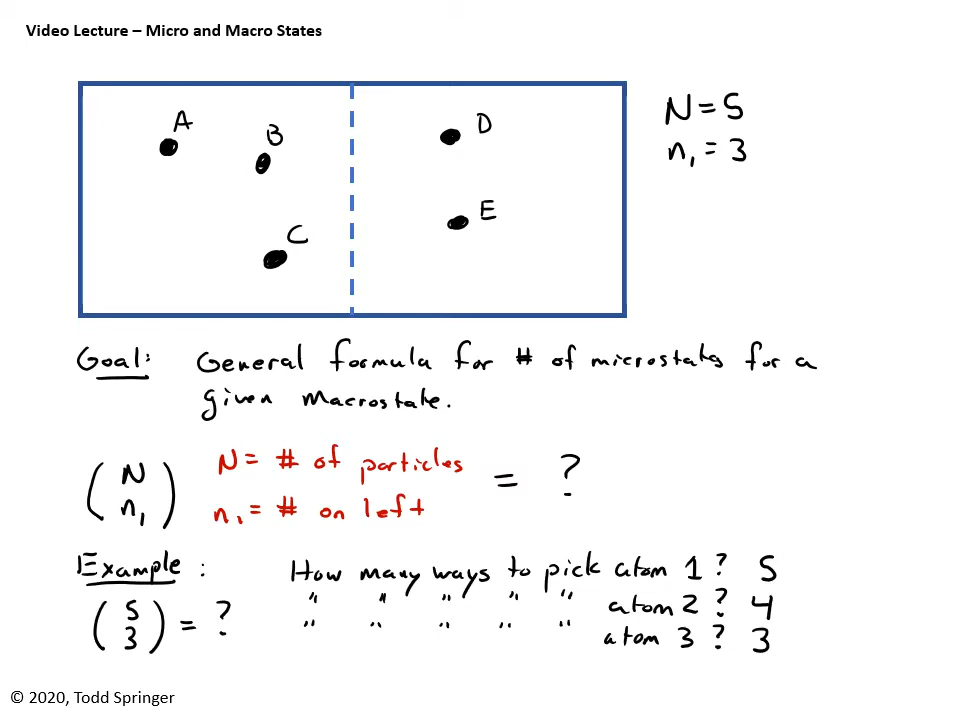 Video Lecture – Micro and Macro States
A
B
C
D
E
N = 5
n₁ = 3
Goal: General formula for # of microstates for a
given macrostate.
(N n₁) N = # of particles = ?
n₁ = # on left
Example : How many ways to pick atom 1 ? 5
" " " " " atom 2 ? 4
(5 3) = ? " " " " " atom 3 ? 3
© 2020, Todd Springer